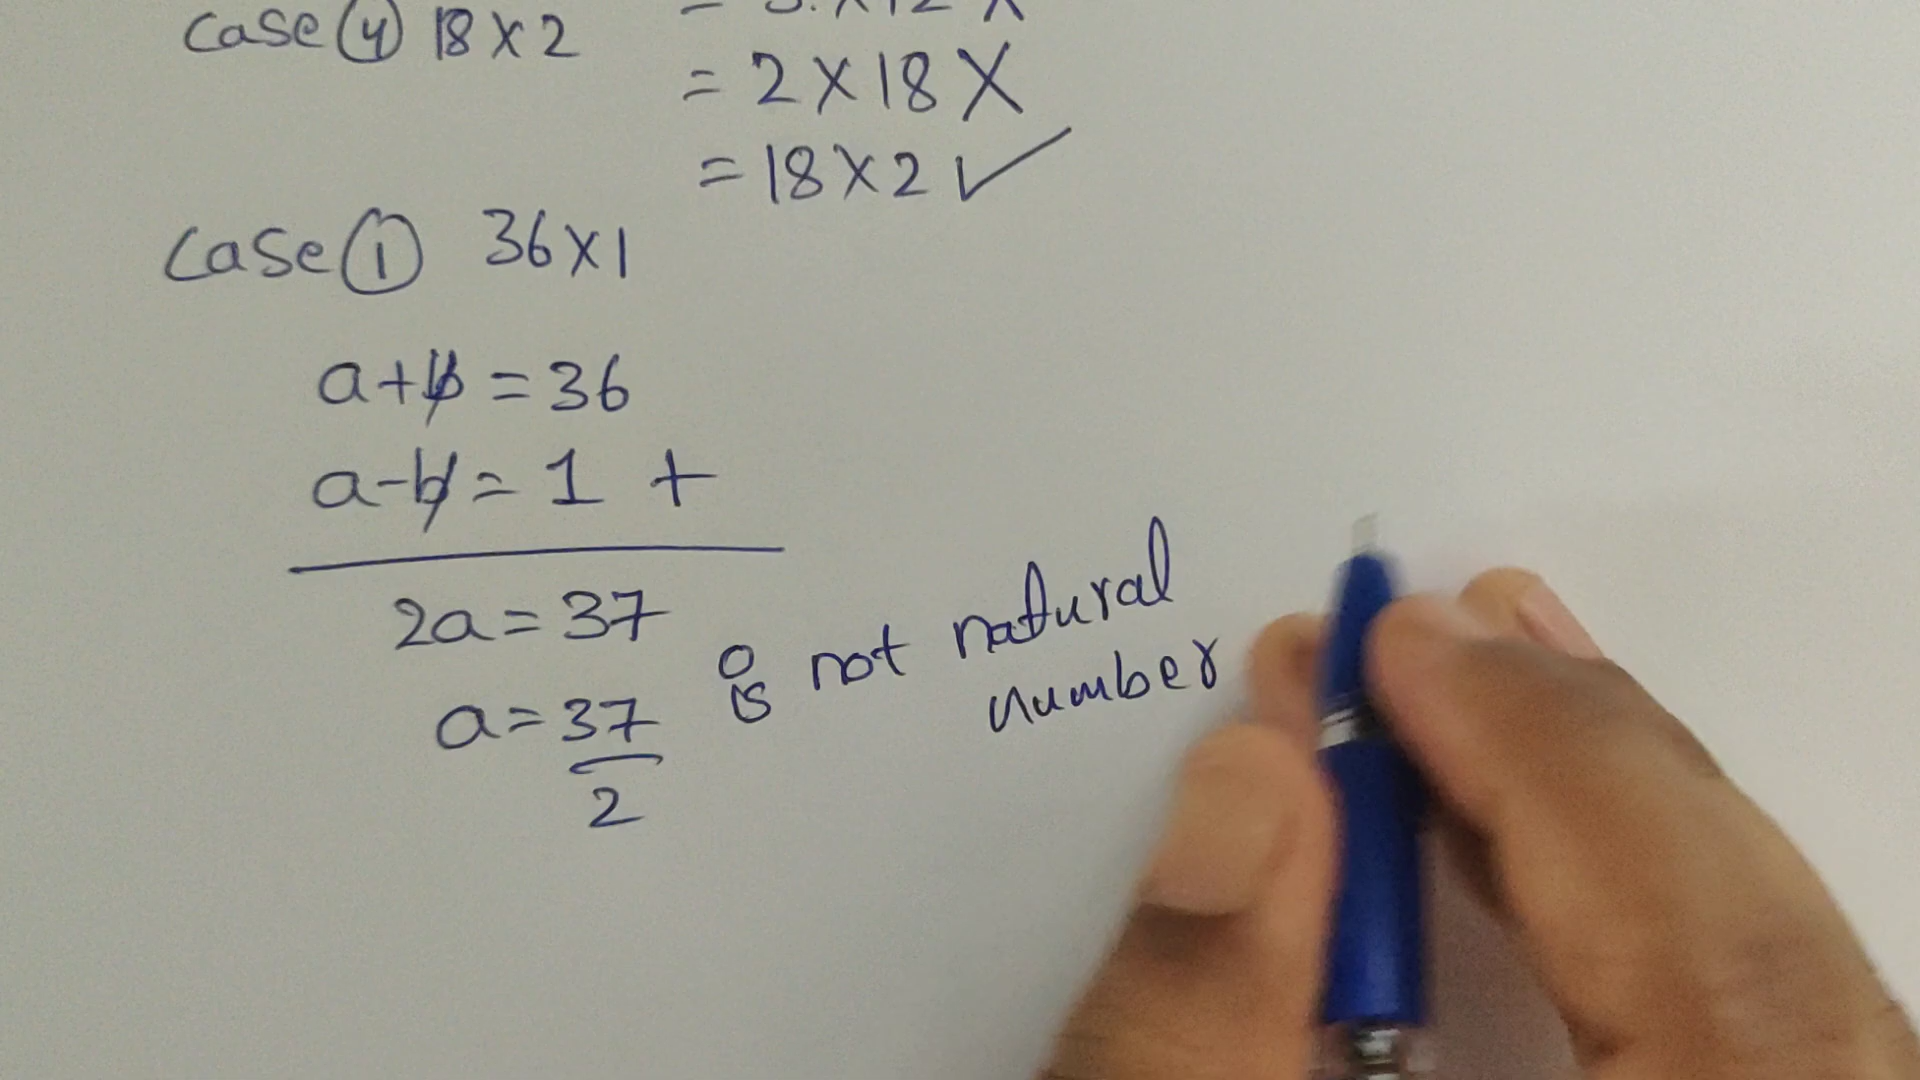 case (4) 18×2
= 2×18 X
= 18×2 ✓
case (1) 36×1
a+b = 36
a-b = 1 +
2a = 37
a = 37/2 is not natural
number